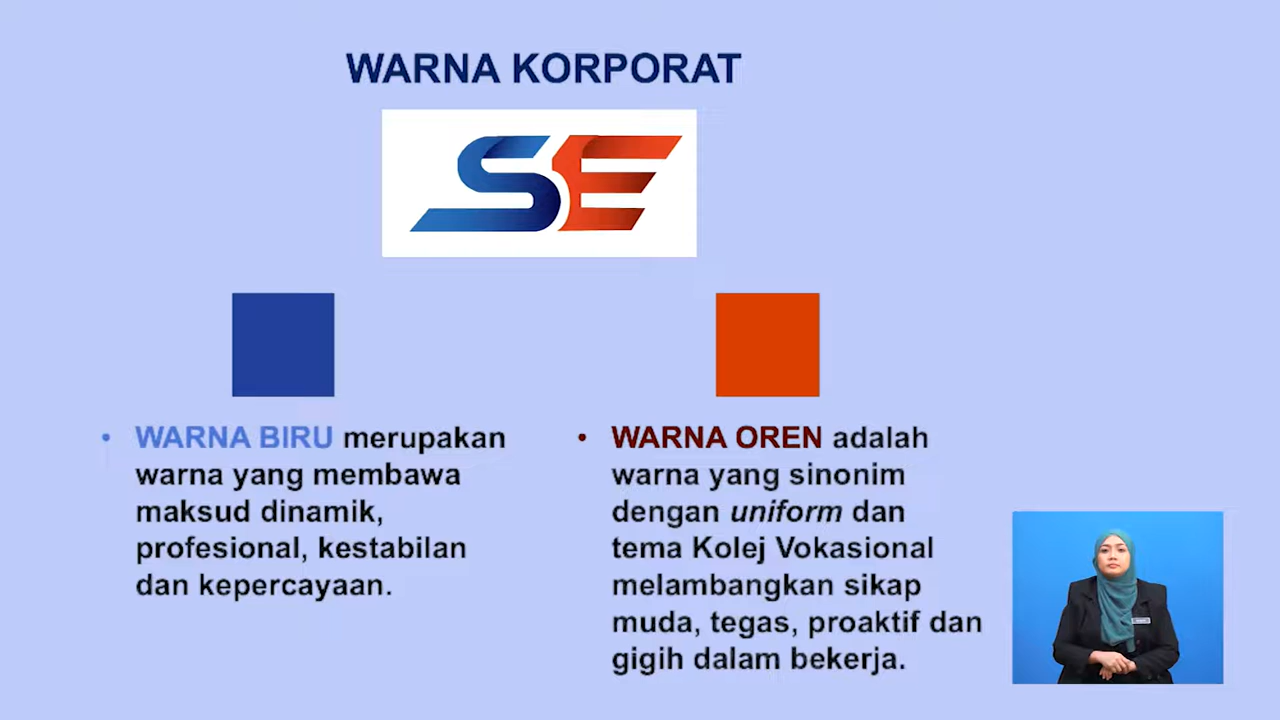 WARNA KORPORAT
SE
WARNA BIRU merupakan
warna yang membawa
maksud dinamik,
profesional, kestabilan
dan kepercayaan.
WARNA OREN adalah
warna yang sinonim
dengan uniform dan
tema Kolej Vokasional
melambangkan sikap
muda, tegas, proaktif dan
gigih dalam bekerja.